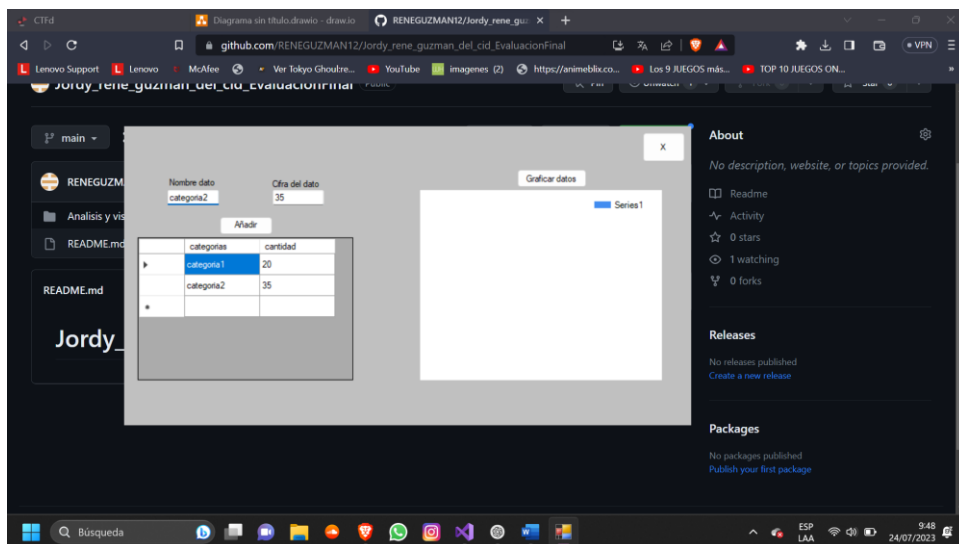 CTFd
Diagrama sin título.drawio - draw.io
RENEGUZMAN12/Jordy_rene_guz
github.com/RENEGUZMAN12/Jordy_rene_guzman_del_cid_EvaluacionFinal
VPN
Lenovo Support
Lenovo
McAfee
Ver Tokyo Ghoul:re...
YouTube
imagenes (2)
https://animeblix.co...
Los 9 JUEGOS más...
TOP 10 JUEGOS ON...
Jordy_rene_guzman_del_cid_EvaluacionFinal
main
RENEGUZM
Analisis y vis
README.md
README.md
Jordy_
X
Nombre dato
Cifra del dato
categoria2
35
Añadir
categorias
cantidad
categoria1
20
categoria2
35
Graficar datos
Series1
About
No description, website, or topics provided.
Readme
Activity
0 stars
1 watching
0 forks
Releases
No releases published
Create a new release
Packages
No packages published
Publish your first package
Búsqueda
ESP
LAA
9:48
24/07/2023